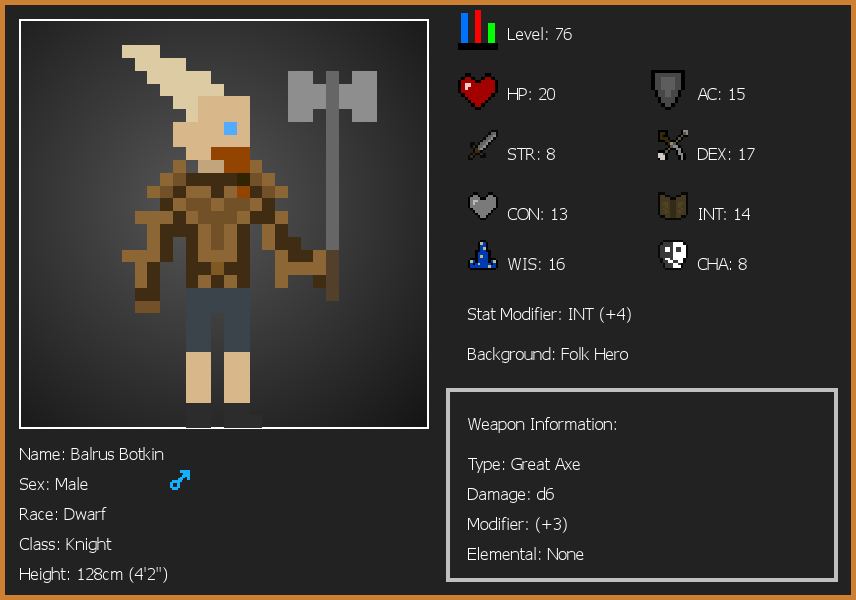 Level: 76
HP: 20
AC: 15
STR: 8
DEX: 17
CON: 13
INT: 14
WIS: 16
CHA: 8
Stat Modifier: INT (+4)
Background: Folk Hero
Weapon Information:
Type: Great Axe
Damage: d6
Modifier: (+3)
Elemental: None
Name: Balrus Botkin
Sex: Male
Race: Dwarf
Class: Knight
Height: 128cm (4'2")